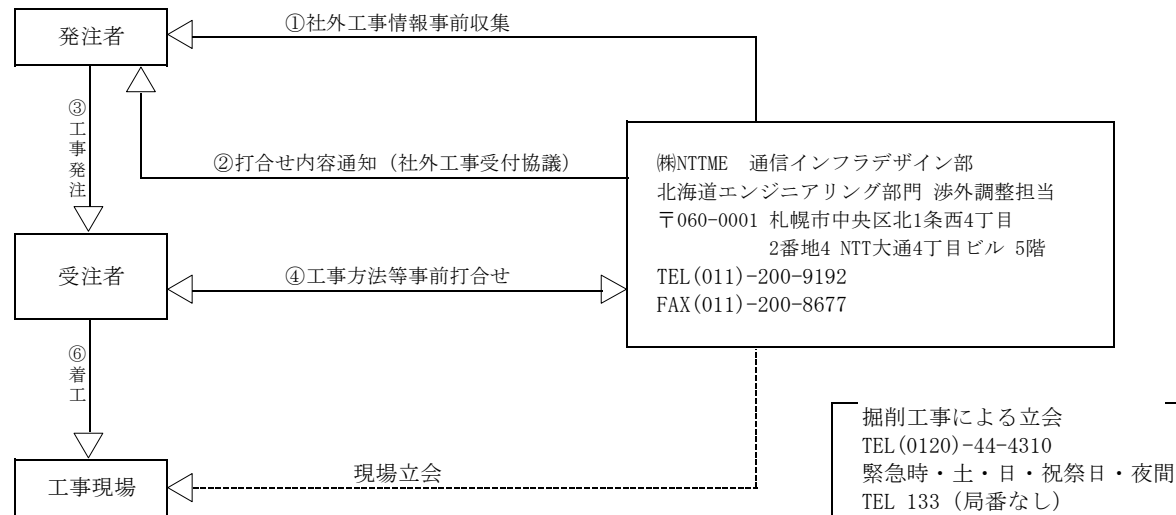 発注者
①社外工事情報事前収集
③工事発注
②打合せ内容通知（社外工事受付協議）
㈱NTTME　通信インフラデザイン部
北海道エンジニアリング部門 渉外調整担当
〒060-0001 札幌市中央区北1条西4丁目
2番地4 NTT大通4丁目ビル 5階
TEL(011)-200-9192
FAX(011)-200-8677
受注者
④工事方法等事前打合せ
⑥着工
掘削工事による立会
TEL(0120)-44-4310
緊急時・土・日・祝祭日・夜間
TEL 133（局番なし）
工事現場
現場立会